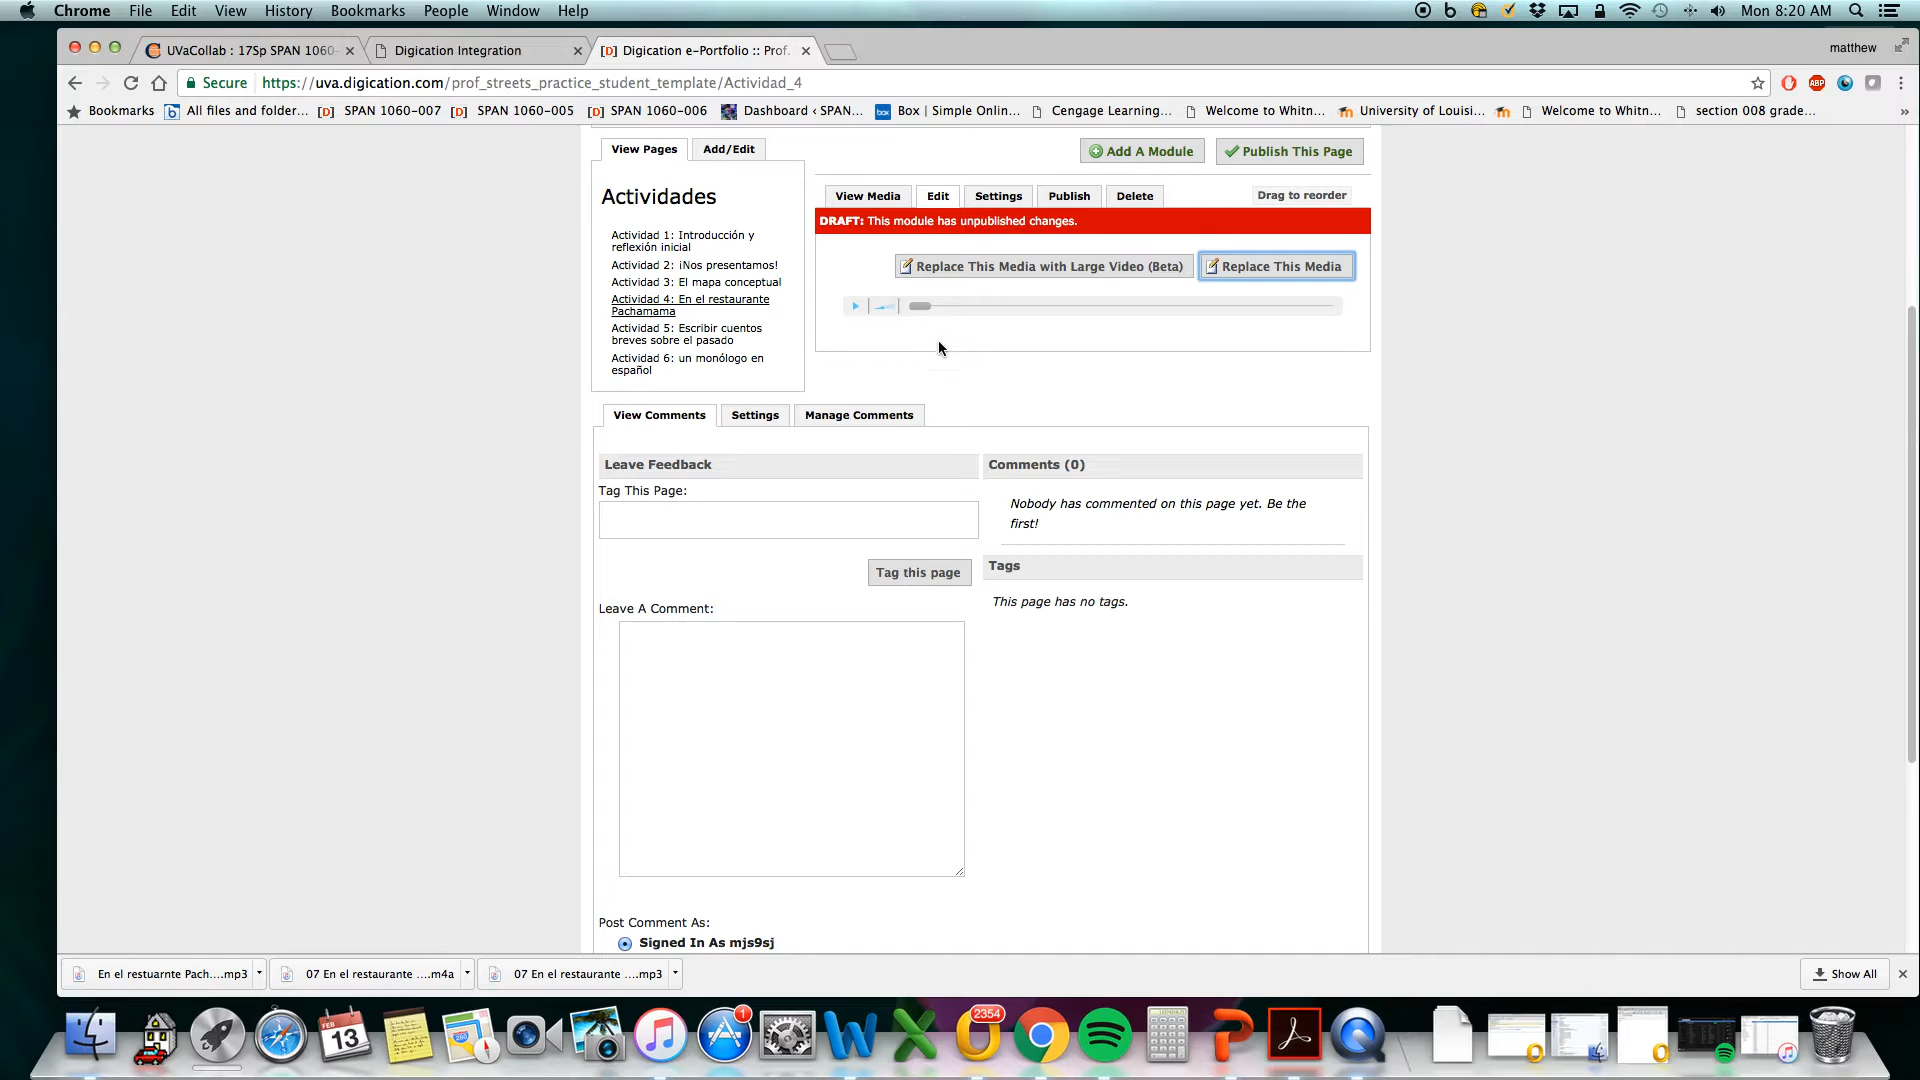 Chrome File Edit View History Bookmarks People Window Help Mon 8:20 AM
UVaCollab : 17Sp SPAN 1060- Digication Integration [D] Digication e-Portfolio :: Prof. matthew
Secure https://uva.digication.com/prof_streets_practice_student_template/Actividad_4 ABP
Bookmarks All files and folder... [D] SPAN 1060-007 [D] SPAN 1060-005 [D] SPAN 1060-006 Dashboard ‹ SPAN... box Box | Simple Onlin... Cengage Learning... Welcome to Whitn... University of Louisi... Welcome to Whitn... section 008 grade... »
View Pages Add/Edit
Add A Module Publish This Page
Actividades
Actividad 1: Introducción y
reflexión inicial
Actividad 2: ¡Nos presentamos!
Actividad 3: El mapa conceptual
Actividad 4: En el restaurante
Pachamama
Actividad 5: Escribir cuentos
breves sobre el pasado
Actividad 6: un monólogo en
español
View Media Edit Settings Publish Delete Drag to reorder
DRAFT: This module has unpublished changes.
Replace This Media with Large Video (Beta) Replace This Media
View Comments Settings Manage Comments
Leave Feedback
Tag This Page:
Tag this page
Leave A Comment:
Post Comment As:
Signed In As mjs9sj
Comments (0)
Nobody has commented on this page yet. Be the
first!
Tags
This page has no tags.
En el restuarnte Pach....mp3 07 En el restaurante ....m4a 07 En el restaurante ....mp3 Show All
FEB
13
1
2354